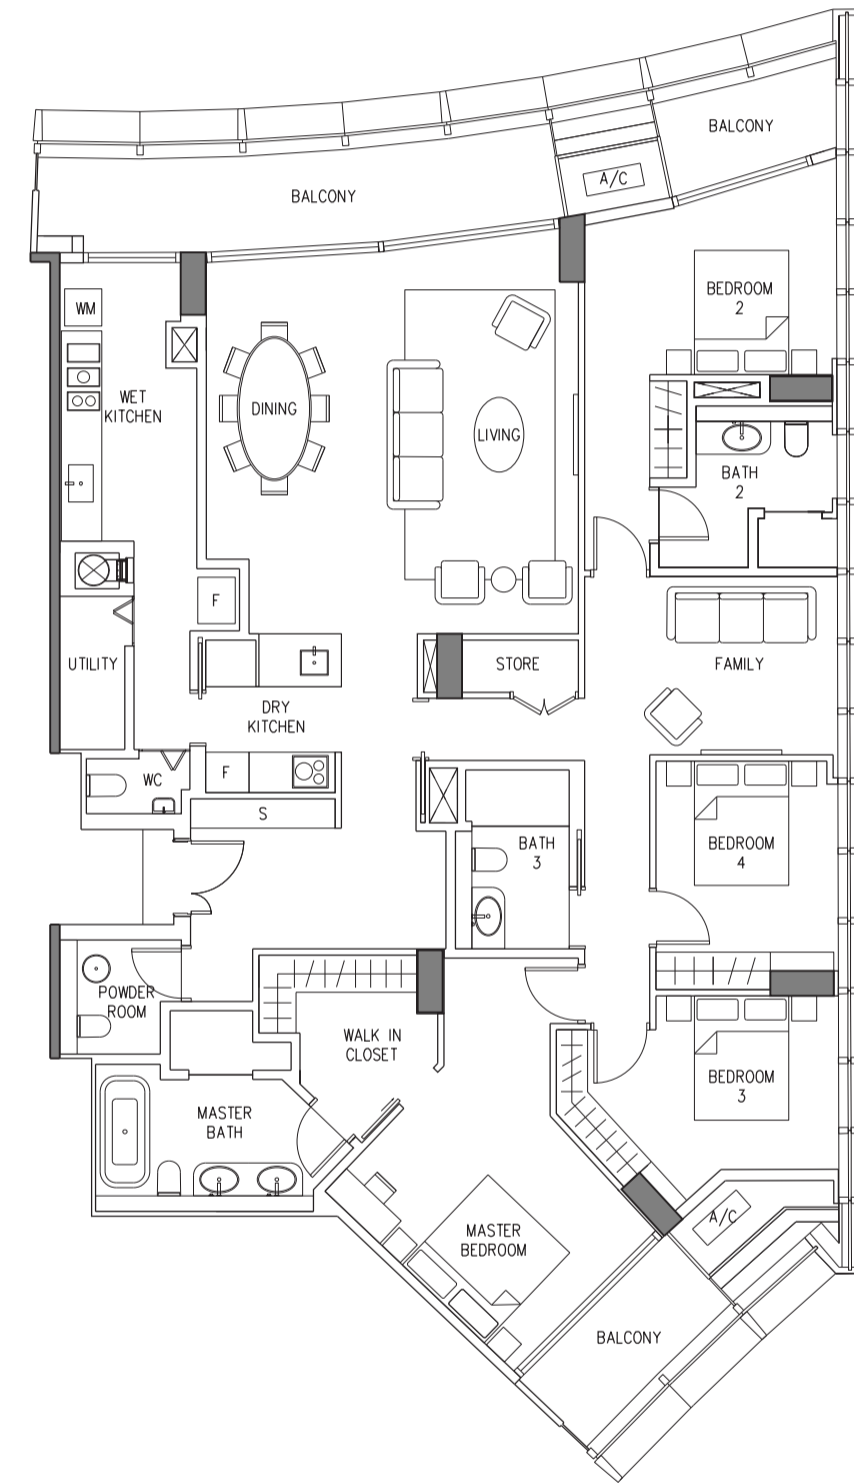 BALCONY
BALCONY
A/C
BEDROOM
2
WM
WET
KITCHEN
DINING
LIVING
BATH
2
F
UTILITY
STORE
FAMILY
DRY
KITCHEN
WC
F
S
BATH
3
BEDROOM
4
POWDER
ROOM
WALK IN
CLOSET
BEDROOM
3
MASTER
BATH
A/C
MASTER
BEDROOM
BALCONY